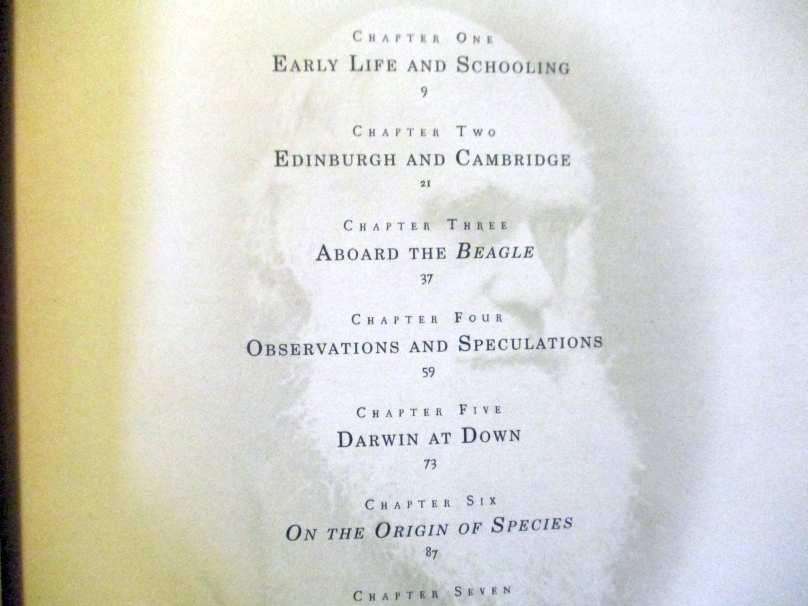 Chapter One
Early Life and Schooling
9
Chapter Two
Edinburgh and Cambridge
21
Chapter Three
Aboard the Beagle
37
Chapter Four
Observations and Speculations
59
Chapter Five
Darwin at Down
73
Chapter Six
On the Origin of Species
87
Chapter Seven